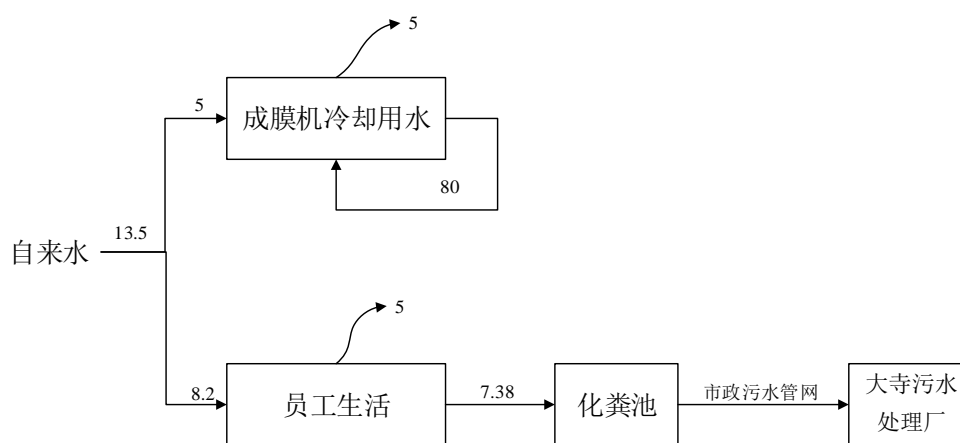 5
成膜机冷却用水
5
80
自来水
13.5
5
员工生活
8.2
7.38
化粪池
市政污水管网
大寺污水
处理厂